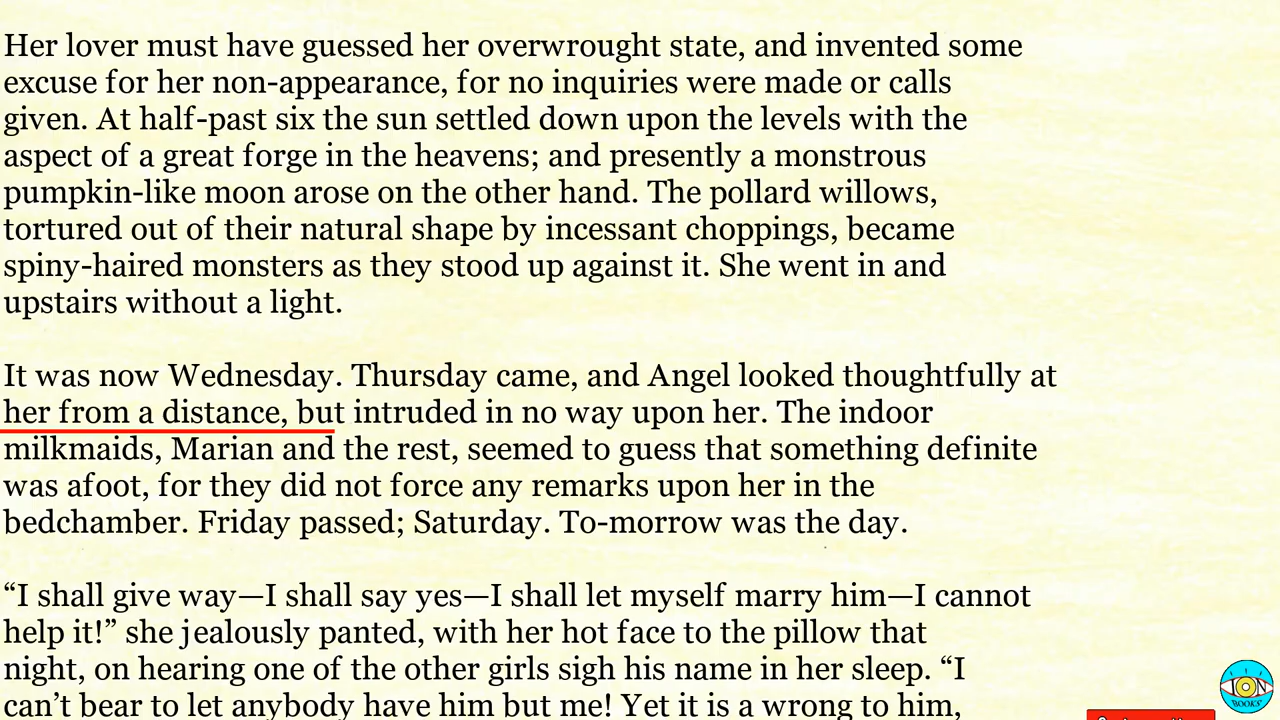 Her lover must have guessed her overwrought state, and invented some
excuse for her non-appearance, for no inquiries were made or calls
given. At half-past six the sun settled down upon the levels with the
aspect of a great forge in the heavens; and presently a monstrous
pumpkin-like moon arose on the other hand. The pollard willows,
tortured out of their natural shape by incessant choppings, became
spiny-haired monsters as they stood up against it. She went in and
upstairs without a light.
It was now Wednesday. Thursday came, and Angel looked thoughtfully at
her from a distance, but intruded in no way upon her. The indoor
milkmaids, Marian and the rest, seemed to guess that something definite
was afoot, for they did not force any remarks upon her in the
bedchamber. Friday passed; Saturday. To-morrow was the day.
“I shall give way—I shall say yes—I shall let myself marry him—I cannot
help it!” she jealously panted, with her hot face to the pillow that
night, on hearing one of the other girls sigh his name in her sleep. “I
can’t bear to let anybody have him but me! Yet it is a wrong to him,
ION
BOOKS